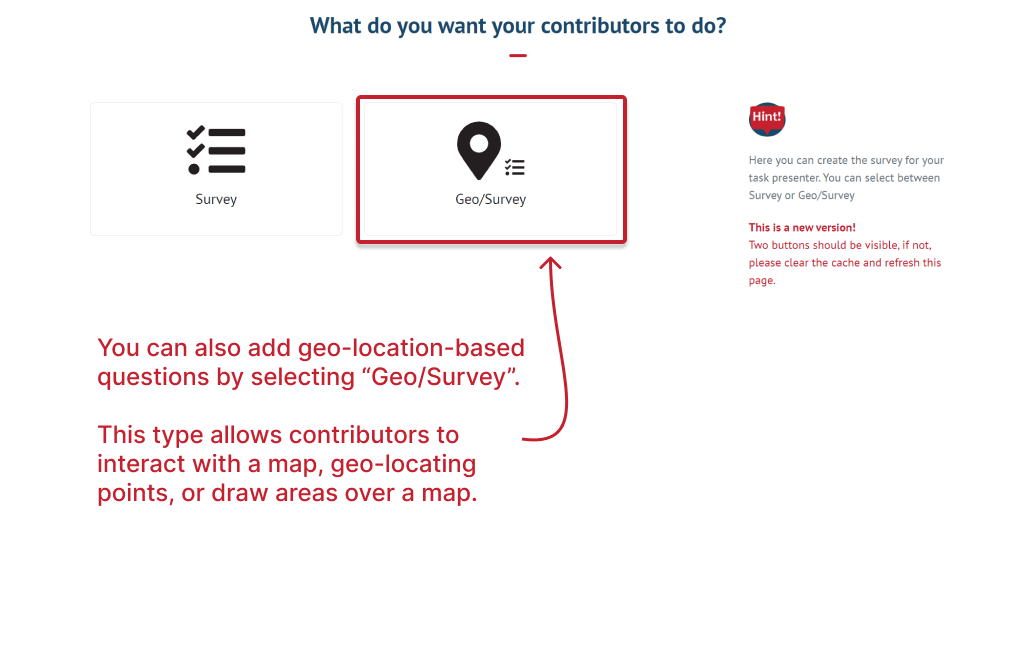 What do you want your contributors to do?
Survey
Geo/Survey
Hint!
Here you can create the survey for your
task presenter. You can select between
Survey or Geo/Survey
This is a new version!
Two buttons should be visible, if not,
please clear the cache and refresh this
page.
You can also add geo-location-based
questions by selecting “Geo/Survey”.
This type allows contributors to
interact with a map, geo-locating
points, or draw areas over a map.